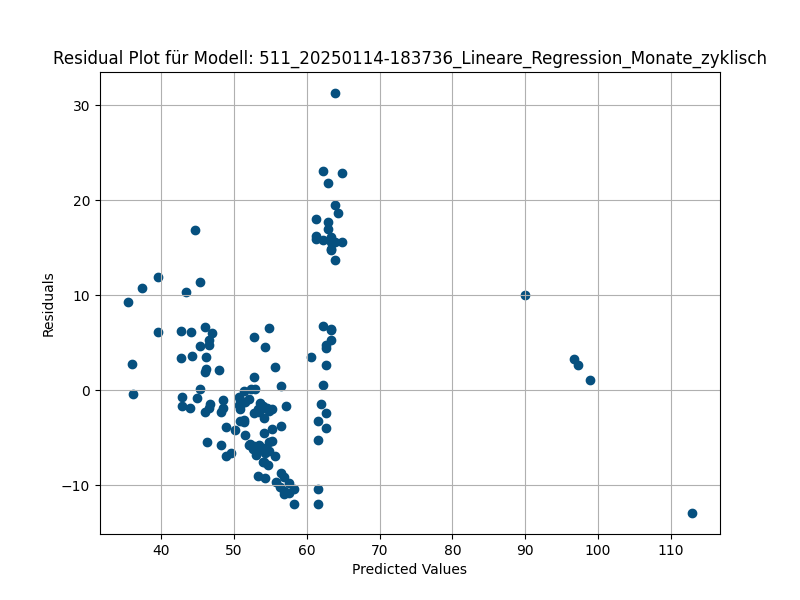 Residual Plot für Modell: 511_20250114-183736_Lineare_Regression_Monate_zyklisch
30
20
10
0
−10
Residuals
40 50 60 70 80 90 100 110
Predicted Values